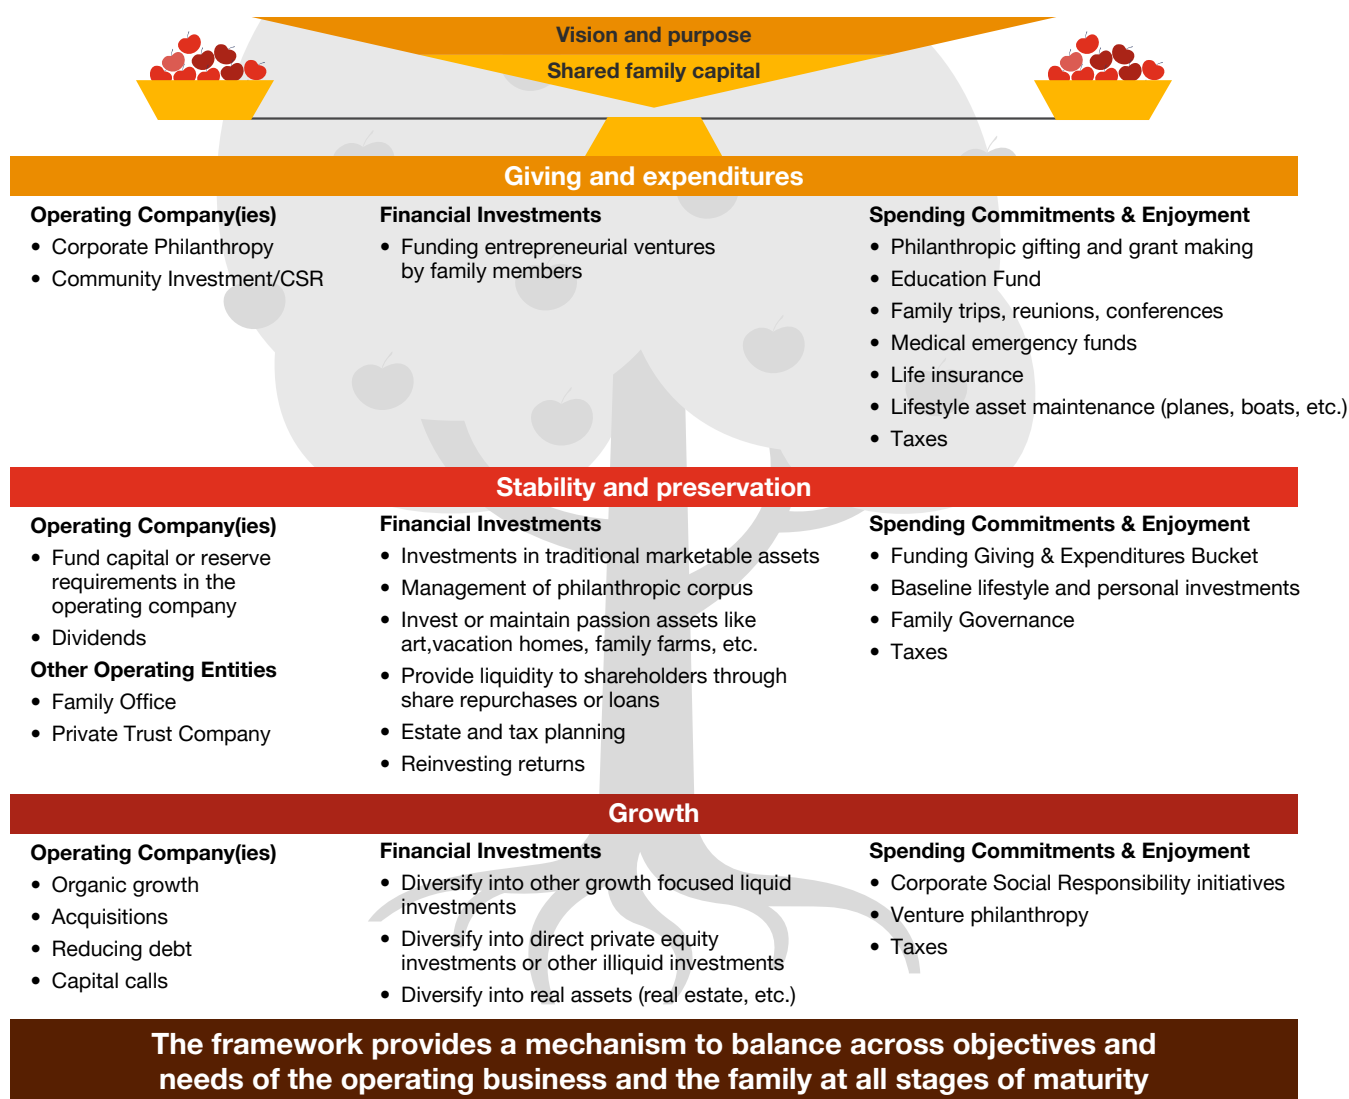 Vision and purpose
Shared family capital
Giving and expenditures
Operating Company(ies)
• Corporate Philanthropy
• Community Investment/CSR
Financial Investments
• Funding entrepreneurial ventures
by family members
Spending Commitments & Enjoyment
• Philanthropic gifting and grant making
• Education Fund
• Family trips, reunions, conferences
• Medical emergency funds
• Life insurance
• Lifestyle asset maintenance (planes, boats, etc.)
• Taxes
Stability and preservation
Operating Company(ies)
• Fund capital or reserve
requirements in the
operating company
• Dividends
Other Operating Entities
• Family Office
• Private Trust Company
Financial Investments
• Investments in traditional marketable assets
• Management of philanthropic corpus
• Invest or maintain passion assets like
art,vacation homes, family farms, etc.
• Provide liquidity to shareholders through
share repurchases or loans
• Estate and tax planning
• Reinvesting returns
Spending Commitments & Enjoyment
• Funding Giving & Expenditures Bucket
• Baseline lifestyle and personal investments
• Family Governance
• Taxes
Growth
Operating Company(ies)
• Organic growth
• Acquisitions
• Reducing debt
• Capital calls
Financial Investments
• Diversify into other growth focused liquid
investments
• Diversify into direct private equity
investments or other illiquid investments
• Diversify into real assets (real estate, etc.)
Spending Commitments & Enjoyment
• Corporate Social Responsibility initiatives
• Venture philanthropy
• Taxes
The framework provides a mechanism to balance across objectives and
needs of the operating business and the family at all stages of maturity